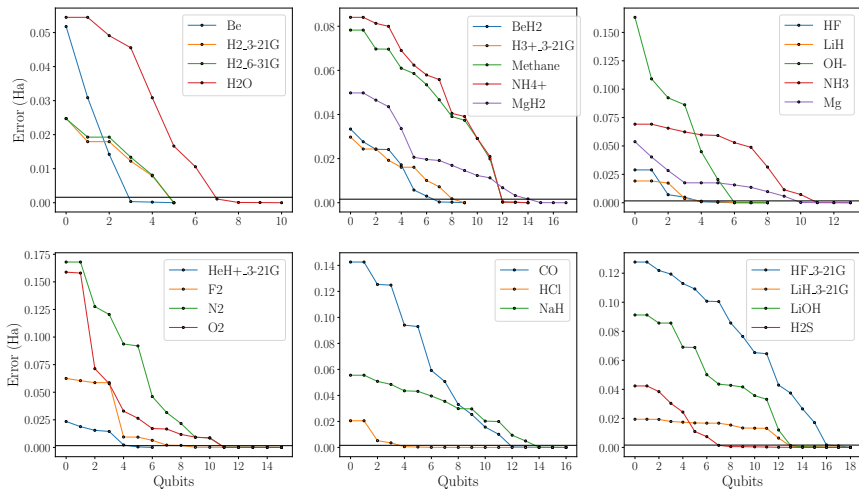 Error (Ha)
0.05
0.04
0.03
0.02
0.01
0.00
0 2 4 6 8 10
Be
H2_3-21G
H2_6-31G
H2O
0.08
0.06
0.04
0.02
0.00
0 2 4 6 8 10 12 14 16
BeH2
H3+_3-21G
Methane
NH4+
MgH2
0.150
0.125
0.100
0.075
0.050
0.025
0.000
0 2 4 6 8 10 12
HF
LiH
OH-
NH3
Mg
Error (Ha)
0.175
0.150
0.125
0.100
0.075
0.050
0.025
0.000
0 2 4 6 8 10 12 14
Qubits
HeH+_3-21G
F2
N2
O2
0.14
0.12
0.10
0.08
0.06
0.04
0.02
0.00
0 2 4 6 8 10 12 14 16
Qubits
CO
HCl
NaH
0.12
0.10
0.08
0.06
0.04
0.02
0.00
0 2 4 6 8 10 12 14 16 18
Qubits
HF_3-21G
LiH_3-21G
LiOH
H2S